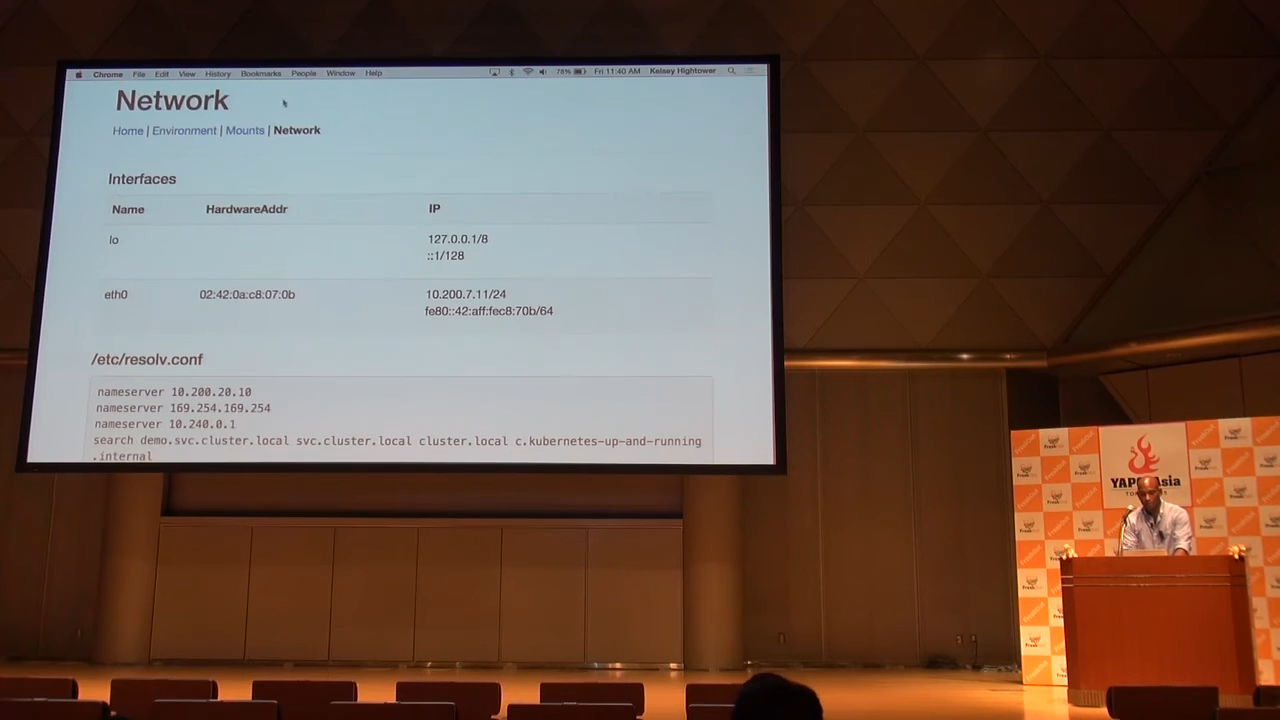 Chrome File Edit View History Bookmarks People Window Help 78% Fri 11:40 AM Kelsey Hightower
Network
Home | Environment | Mounts | Network
Interfaces
Name HardwareAddr IP
lo 127.0.0.1/8
::1/128
eth0 02:42:0a:c8:07:0b 10.200.7.11/24
fe80::42:aff:fec8:70b/64
/etc/resolv.conf
nameserver 10.200.20.10
nameserver 169.254.169.254
nameserver 10.240.0.1
search demo.svc.cluster.local svc.cluster.local cluster.local c.kubernetes-up-and-running
.internal
Asia